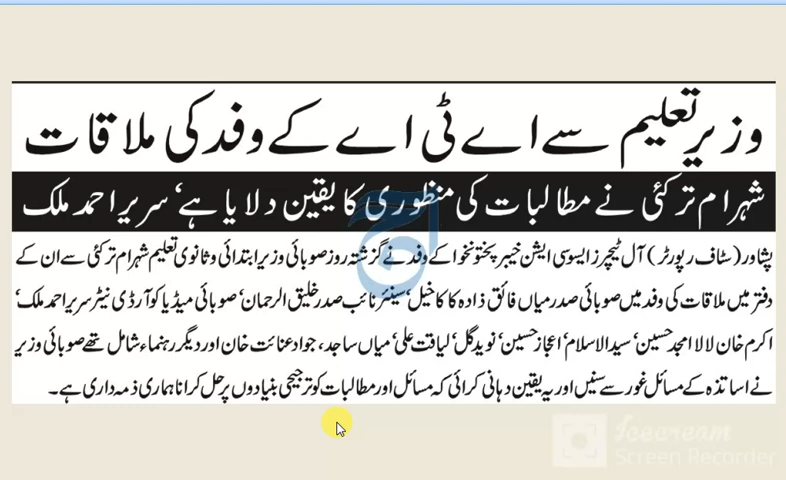 وزیر تعلیم سے اے ٹی اے کے وفد کی ملاقات
شہرام ترکئی نے مطالبات کی منظوری کا یقین دلایا ہے‘ سریر احمد ملک
پشاور (سٹاف رپورٹر) آل ٹیچرز ایسوسی ایشن خیبر پختونخوا کے وفد نے گزشتہ روز صوبائی وزیر ابتدائی و ثانوی تعلیم شہرام ترکئی سے ان کے
دفتر میں ملاقات کی وفد میں صوبائی صدر میاں فائق ذادہ کاکا خیل‘ سینئر نائب صدر خلیق الرحمان‘ صوبائی میڈیا کوآرڈی نیٹر سریر احمد ملک‘
اکرم خان لالا امجد حسین‘ سید الاسلام‘ اعجاز حسین‘ نوید گل‘ لیاقت علی‘ میاں ساجد، جواد عنائت خان اور دیگر رہنماء شامل تھے صوبائی وزیر
نے اساتذہ کے مسائل غور سے سنیں اور یہ یقین دہانی کرائی کہ مسائل اور مطالبات کو ترجیحی بنیادوں پر حل کرانا ہماری ذمہ داری ہے۔
Icecream
Screen Recorder